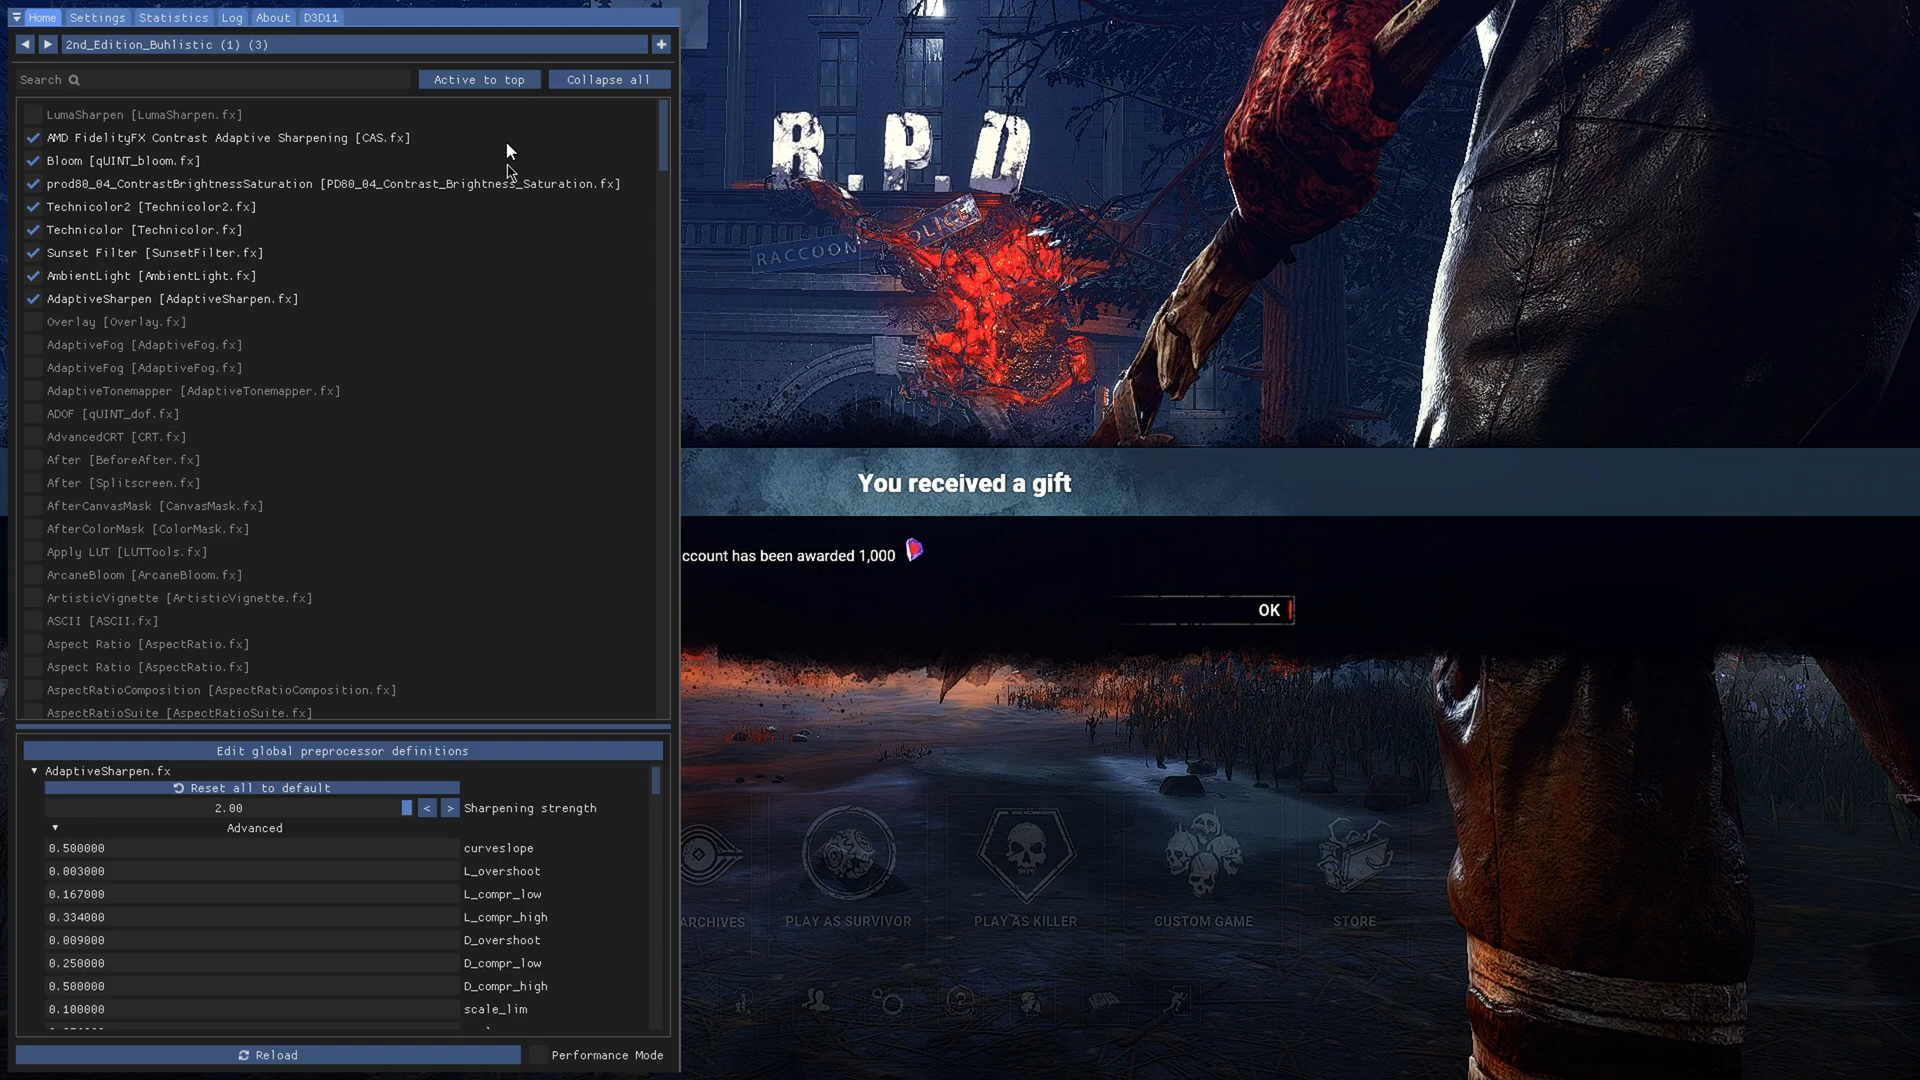 Home Settings Statistics Log About D3D11
2nd_Edition_Buhlistic (1) (3) +
Search Active to top Collapse all
LumaSharpen [LumaSharpen.fx]
AMD FidelityFX Contrast Adaptive Sharpening [CAS.fx]
Bloom [qUINT_bloom.fx]
prod80_04_ContrastBrightnessSaturation [PD80_04_Contrast_Brightness_Saturation.fx]
Technicolor2 [Technicolor2.fx]
Technicolor [Technicolor.fx]
Sunset Filter [SunsetFilter.fx]
AmbientLight [AmbientLight.fx]
AdaptiveSharpen [AdaptiveSharpen.fx]
Overlay [Overlay.fx]
AdaptiveFog [AdaptiveFog.fx]
AdaptiveFog [AdaptiveFog.fx]
AdaptiveTonemapper [AdaptiveTonemapper.fx]
ADOF [qUINT_dof.fx]
AdvancedCRT [CRT.fx]
After [BeforeAfter.fx]
After [Splitscreen.fx]
AfterCanvasMask [CanvasMask.fx]
AfterColorMask [ColorMask.fx]
Apply LUT [LUTTools.fx]
ArcaneBloom [ArcaneBloom.fx]
ArtisticVignette [ArtisticVignette.fx]
ASCII [ASCII.fx]
Aspect Ratio [AspectRatio.fx]
Aspect Ratio [AspectRatio.fx]
AspectRatioComposition [AspectRatioComposition.fx]
AspectRatioSuite [AspectRatioSuite.fx]
Edit global preprocessor definitions
AdaptiveSharpen.fx
Reset all to default
2.00 < > Sharpening strength
Advanced
0.500000 curveslope
0.003000 L_overshoot
0.167000 L_compr_low
0.334000 L_compr_high
0.009000 D_overshoot
0.250000 D_compr_low
0.500000 D_compr_high
0.100000 scale_lim
Reload Performance Mode
R.P.D
RACCOON POLICE
You received a gift
ccount has been awarded 1,000
OK
ARCHIVES PLAY AS SURVIVOR PLAY AS KILLER CUSTOM GAME STORE